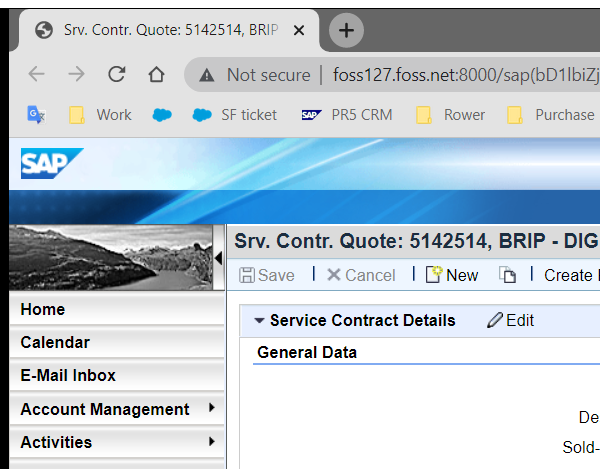 Srv. Contr. Quote: 5142514, BRIP
Not secure | foss127.foss.net:8000/sap(bD1lbiZj
Work SF ticket SAP PR5 CRM Rower Purchase
SAP
Srv. Contr. Quote: 5142514, BRIP - DIG
Save Cancel New Create
Home
Calendar
E-Mail Inbox
Account Management
Activities
Service Contract Details Edit
General Data
De
Sold-